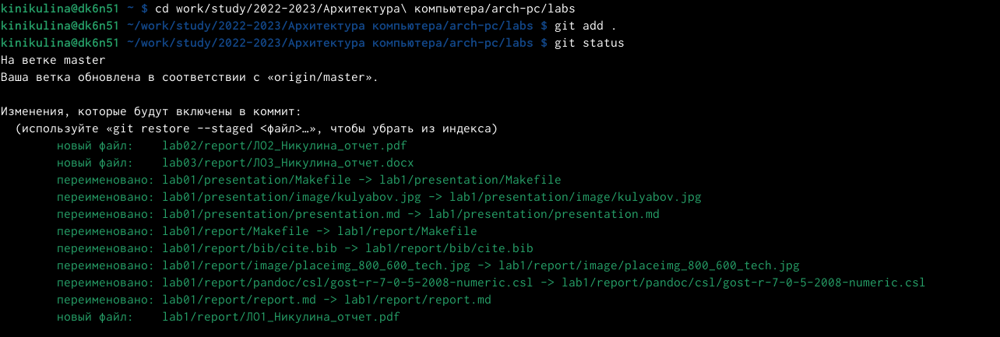 kinikulina@dk6n51 ~ $ cd work/study/2022-2023/Архитектура\ компьютера/arch-pc/labs
kinikulina@dk6n51 ~/work/study/2022-2023/Архитектура компьютера/arch-pc/labs $ git add .
kinikulina@dk6n51 ~/work/study/2022-2023/Архитектура компьютера/arch-pc/labs $ git status
На ветке master
Ваша ветка обновлена в соответствии с «origin/master».
Изменения, которые будут включены в коммит:
(используйте «git restore --staged <файл>…», чтобы убрать из индекса)
новый файл: lab02/report/ЛО2_Никулина_отчет.pdf
новый файл: lab03/report/ЛО3_Никулина_отчет.docx
переименовано: lab01/presentation/Makefile -> lab1/presentation/Makefile
переименовано: lab01/presentation/image/kulyabov.jpg -> lab1/presentation/image/kulyabov.jpg
переименовано: lab01/presentation/presentation.md -> lab1/presentation/presentation.md
переименовано: lab01/report/Makefile -> lab1/report/Makefile
переименовано: lab01/report/bib/cite.bib -> lab1/report/bib/cite.bib
переименовано: lab01/report/image/placeimg_800_600_tech.jpg -> lab1/report/image/placeimg_800_600_tech.jpg
переименовано: lab01/report/pandoc/csl/gost-r-7-0-5-2008-numeric.csl -> lab1/report/pandoc/csl/gost-r-7-0-5-2008-numeric.csl
переименовано: lab01/report/report.md -> lab1/report/report.md
новый файл: lab1/report/ЛО1_Никулина_отчет.pdf